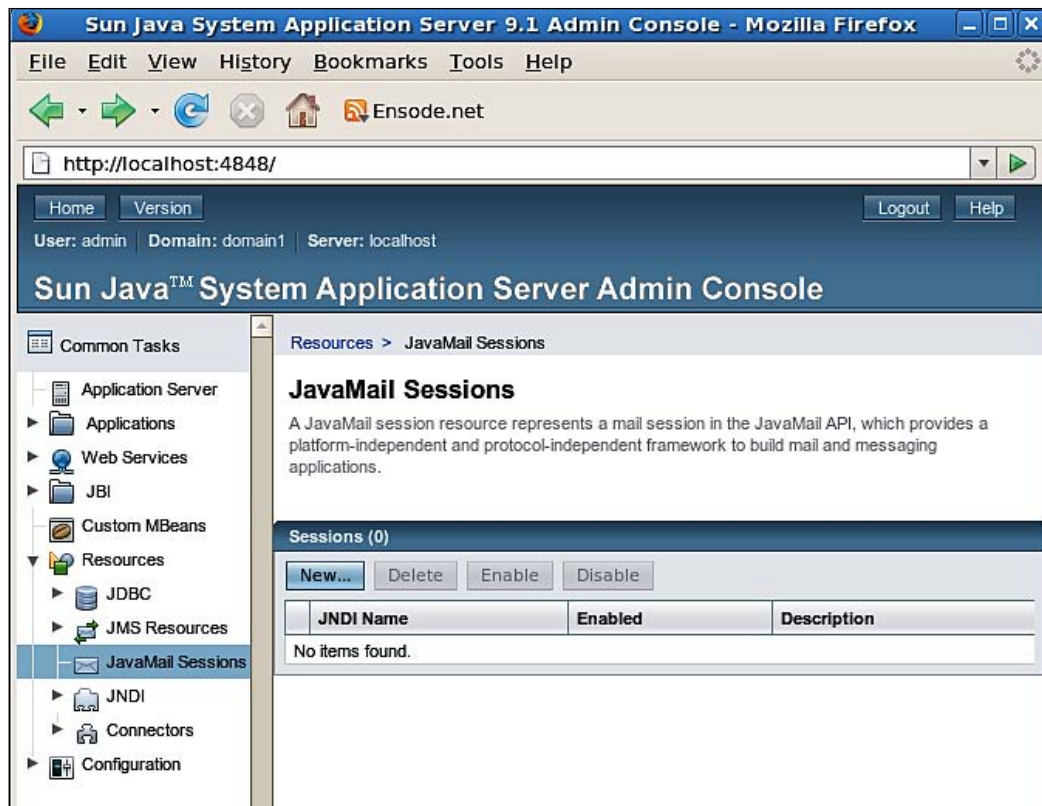 Sun Java System Application Server 9.1 Admin Console - Mozilla Firefox
File Edit View History Bookmarks Tools Help
Ensode.net
http://localhost:4848/
Home Version Logout Help
User: admin Domain: domain1 Server: localhost
Sun Java™ System Application Server Admin Console
Common Tasks
Application Server
Applications
Web Services
JBI
Custom MBeans
Resources
JDBC
JMS Resources
JavaMail Sessions
JNDI
Connectors
Configuration
Resources > JavaMail Sessions
JavaMail Sessions
A JavaMail session resource represents a mail session in the JavaMail API, which provides a
platform-independent and protocol-independent framework to build mail and messaging
applications.
Sessions (0)
New... Delete Enable Disable
JNDI Name Enabled Description
No items found.